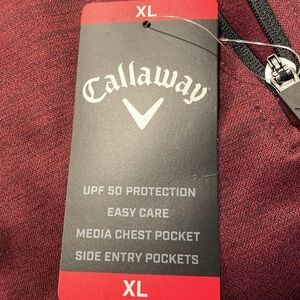 XL
Callaway
UPF 50 PROTECTION
EASY CARE
MEDIA CHEST POCKET
SIDE ENTRY POCKETS
XL